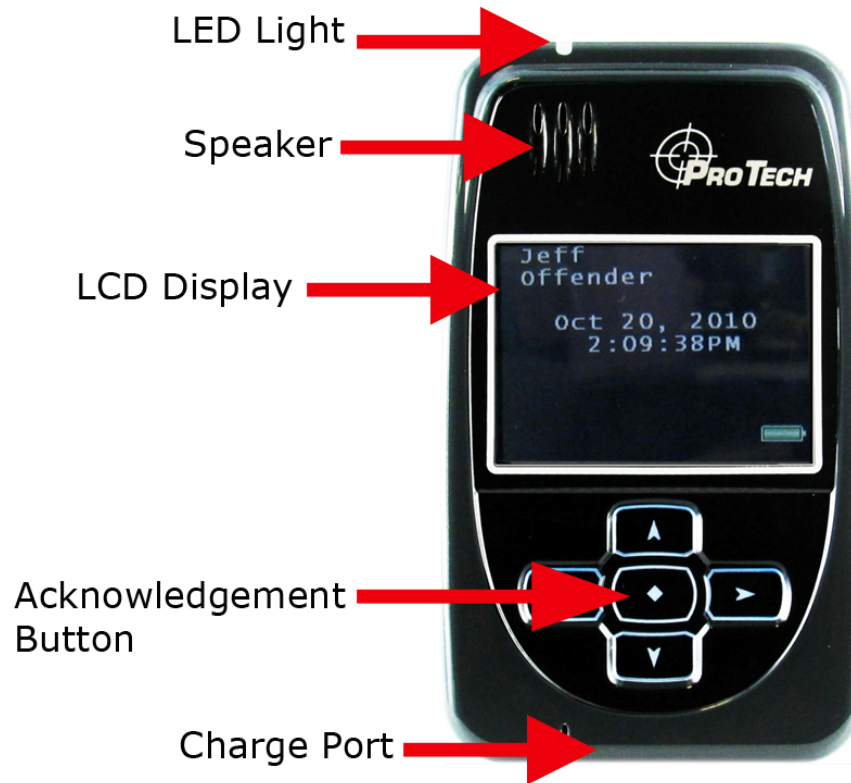 LED Light
Speaker
PROTECH
LCD Display
Jeff
Offender
Oct 20, 2010
2:09:38PM
Acknowledgement
Button
Charge Port